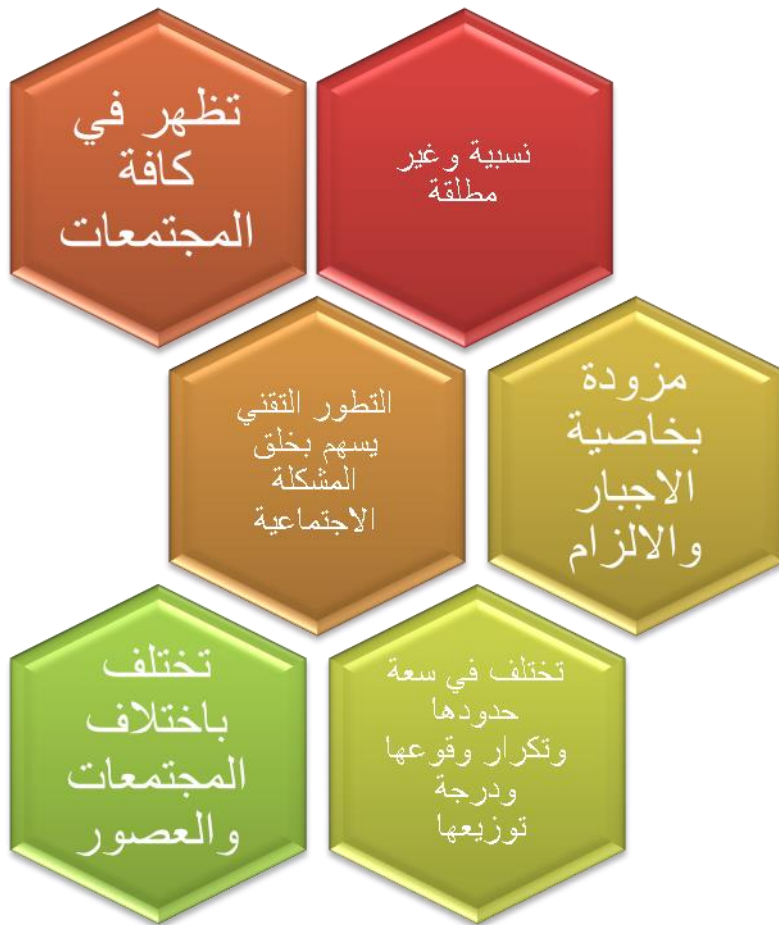 نسبية وغير
مطلقة
تظهر في
كافة
المجتمعات
مزودة
بخاصية
الاجبار
والالزام
التطور التقني
يسهم بخلق
المشكلة
الاجتماعية
تختلف في سعة
حدودها
وتكرار وقوعها
ودرجة
توزيعها
تختلف
باختلاف
المجتمعات
والعصور